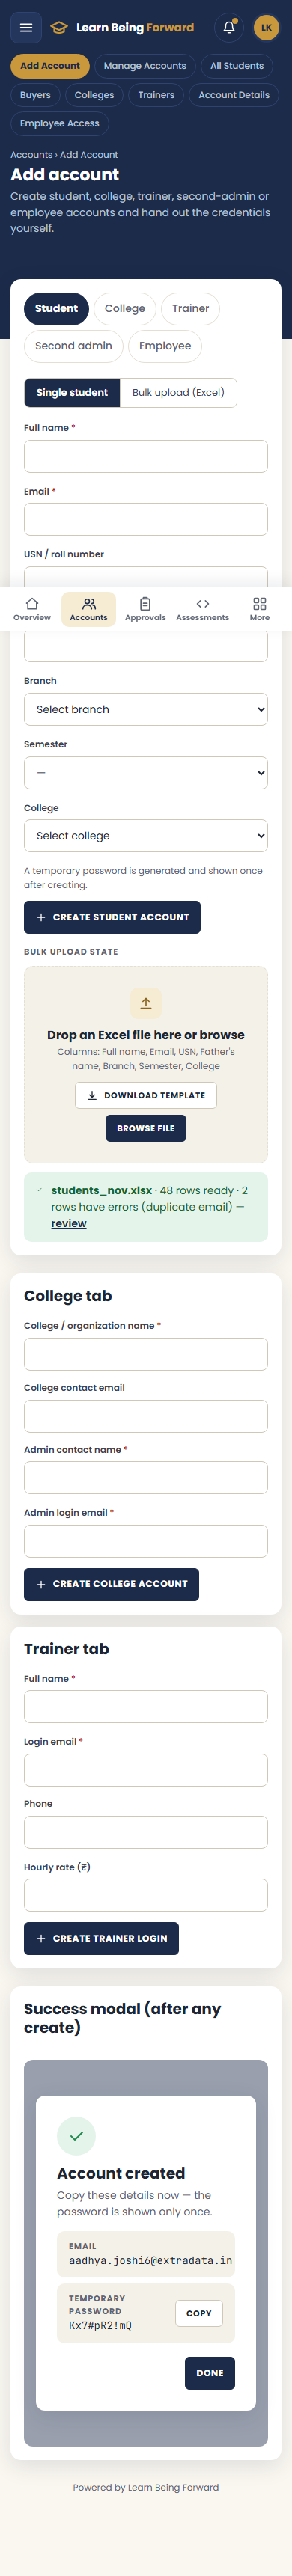 Learn Being Forward
LK
Add Account
Manage Accounts
All Students
Buyers
Colleges
Trainers
Account Details
Employee Access
Accounts › Add Account
Add account
Create student, college, trainer, second-admin or
employee accounts and hand out the credentials
yourself.
Student
College
Trainer
Second admin
Employee
Single student
Bulk upload (Excel)
Full name *
Email *
USN / roll number
Overview
Accounts
Approvals
Assessments
More
Branch
Select branch
Semester
—
College
Select college
A temporary password is generated and shown once
after creating.
CREATE STUDENT ACCOUNT
BULK UPLOAD STATE
Drop an Excel file here or browse
Columns: Full name, Email, USN, Father's
name, Branch, Semester, College
DOWNLOAD TEMPLATE
BROWSE FILE
students_nov.xlsx · 48 rows ready · 2
rows have errors (duplicate email) —
review
College tab
College / organization name *
College contact email
Admin contact name *
Admin login email *
CREATE COLLEGE ACCOUNT
Trainer tab
Full name *
Login email *
Phone
Hourly rate (₹)
CREATE TRAINER LOGIN
Success modal (after any
create)
Account created
Copy these details now — the
password is shown only once.
EMAIL
aadhya.joshi6@extradata.in
TEMPORARY
PASSWORD
Kx7#pR2!mQ
COPY
DONE
Powered by Learn Being Forward